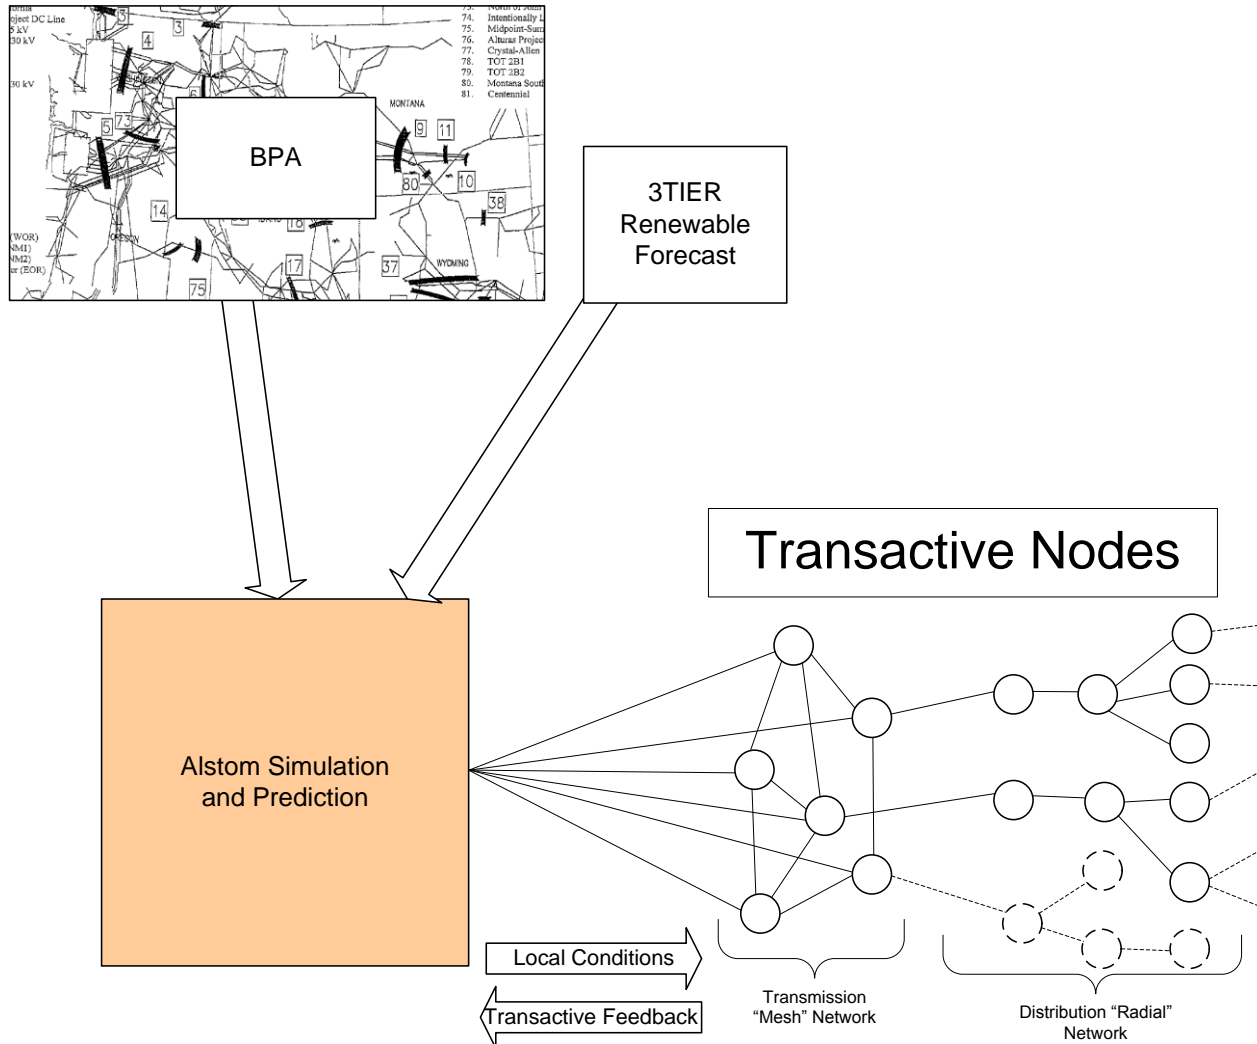 oject DC Line
5 kV
30 kV
30 kV
(WOR)
NM1)
NM2)
er (EOR)
3
3
4
5
73
14
75
17
MONTANA
9
11
80
10
38
37
WYOMING
74. Intentionally L
75. Midpoint-Sum
76. Alturas Projec
77. Crystal-Allen
78. TOT 2B1
79. TOT 2B2
80. Montana South
81. Centennial
BPA
3TIER
Renewable
Forecast
Transactive Nodes
Alstom Simulation
and Prediction
Local Conditions
Transactive Feedback
Transmission
“Mesh” Network
Distribution “Radial”
Network